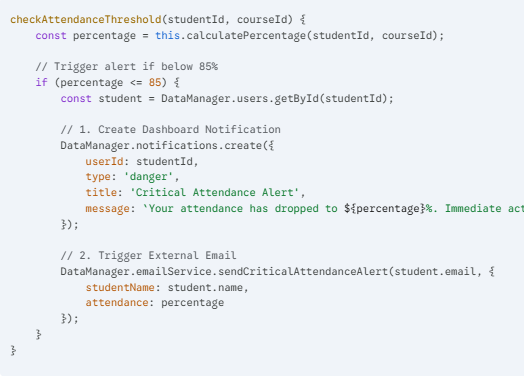 checkAttendanceThreshold(studentId, courseId) {
    const percentage = this.calculatePercentage(studentId, courseId);

    // Trigger alert if below 85%
    if (percentage <= 85) {
        const student = DataManager.users.getById(studentId);

        // 1. Create Dashboard Notification
        DataManager.notifications.create({
            userId: studentId,
            type: 'danger',
            title: 'Critical Attendance Alert',
            message: `Your attendance has dropped to ${percentage}%. Immediate act
        });

        // 2. Trigger External Email
        DataManager.emailService.sendCriticalAttendanceAlert(student.email, {
            studentName: student.name,
            attendance: percentage
        });
    }
}